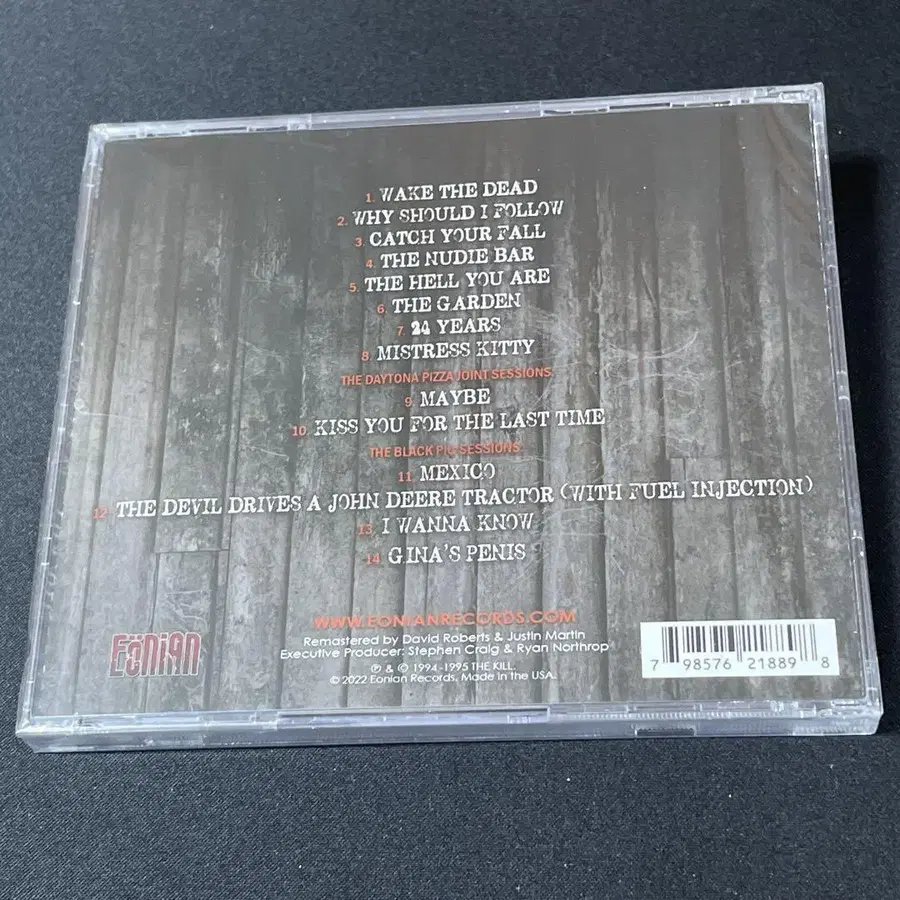 1. WAKE THE DEAD
2. WHY SHOULD I FOLLOW
3. CATCH YOUR FALL
4. THE NUDIE BAR
5. THE HELL YOU ARE
6. THE GARDEN
7. 24 YEARS
8. MISTRESS KITTY
THE DAYTONA PIZZA JOINT SESSIONS:
9. MAYBE
10. KISS YOU FOR THE LAST TIME
THE BLACK PIG SESSIONS:
11. MEXICO
12. THE DEVIL DRIVES A JOHN DEERE TRACTOR (WITH FUEL INJECTION)
13. I WANNA KNOW
14. GINA'S PENIS
WWW.EONIANRECORDS.COM
Remastered by David Roberts & Justin Martin
Executive Producer: Stephen Craig & Ryan Northrop
℗ & © 1994-1995 THE KILL.
© 2022 Eonian Records. Made in the USA.
Eönian
7 98576 21889 8